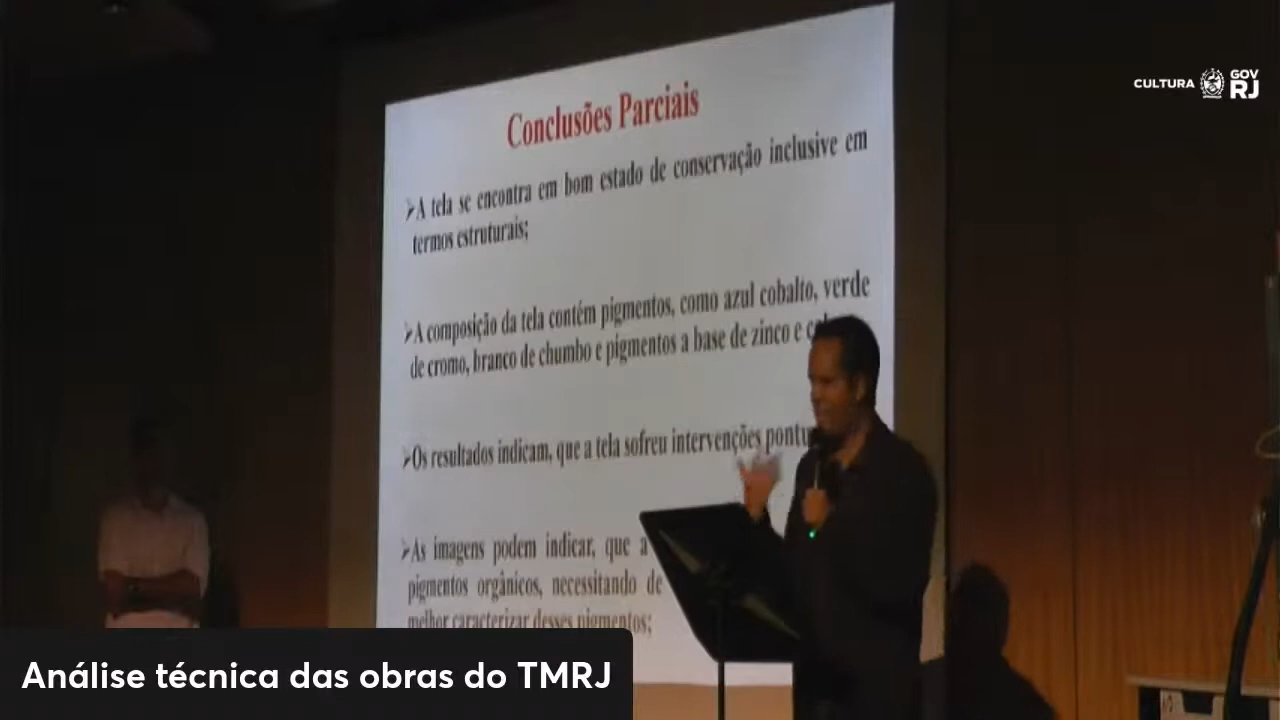 CULTURA
GOV
RJ
Conclusões Parciais
➢A tela se encontra em bom estado de conservação inclusive em
termos estruturais;
➢A composição da tela contém pigmentos, como azul cobalto, verde
de cromo, branco de chumbo e pigmentos a base de zinco e
➢Os resultados indicam, que a tela sofreu intervenções
➢As imagens podem indicar, que a
pigmentos orgânicos, necessitando de
melhor caracterizar desses pigmentos;
Análise técnica das obras do TMRJ